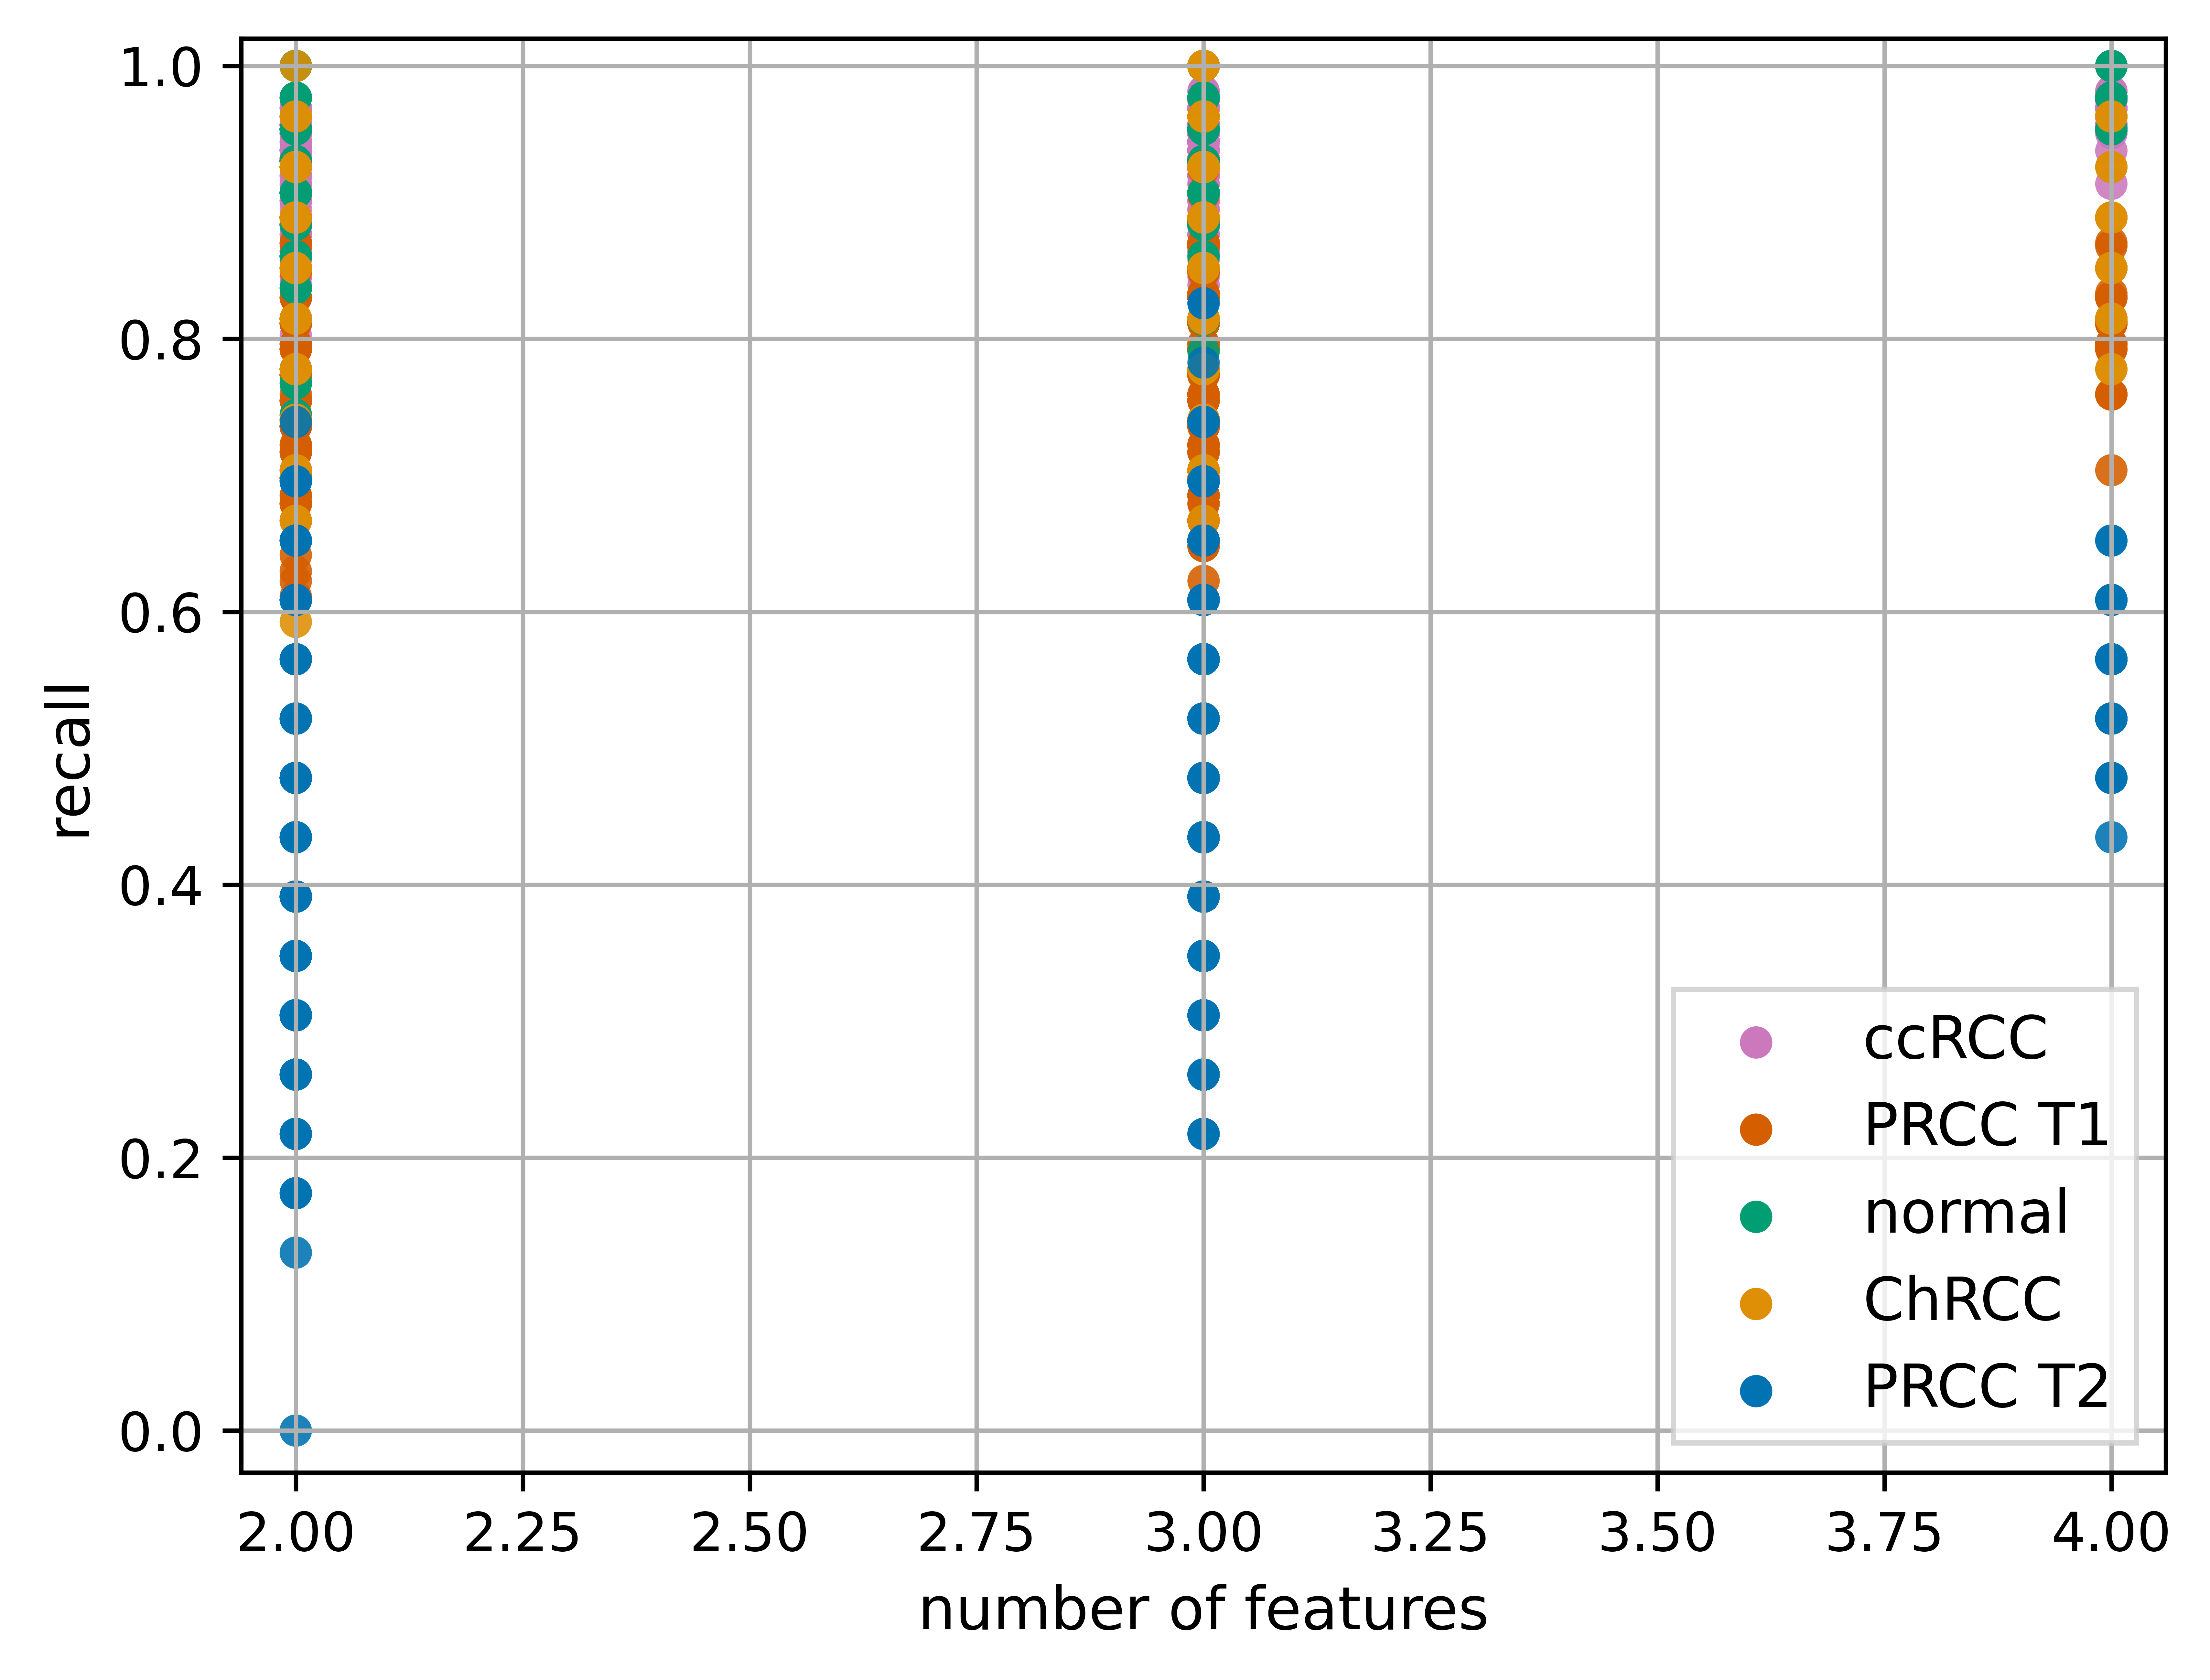 1.0
0.8
0.6
0.4
0.2
0.0
recall
2.00 2.25 2.50 2.75 3.00 3.25 3.50 3.75 4.00
number of features
ccRCC
PRCC T1
normal
ChRCC
PRCC T2